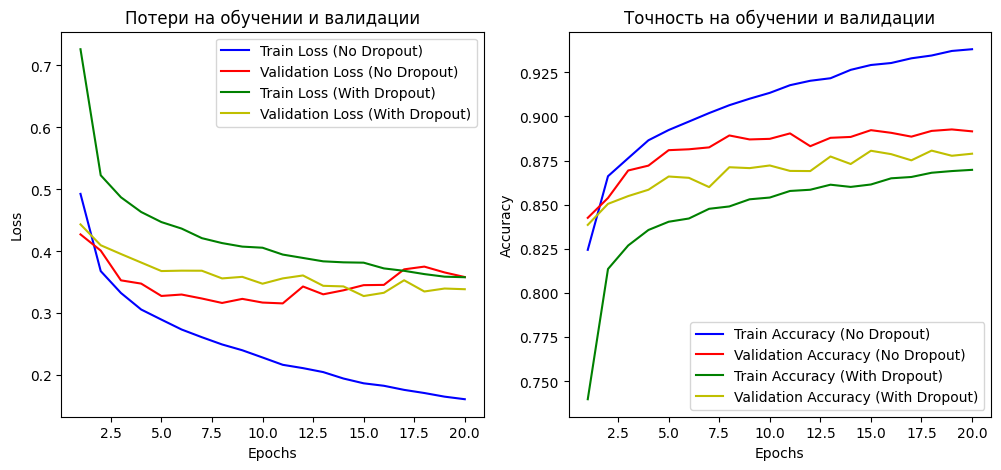 Потери на обучении и валидации
Loss
0.7
0.6
0.5
0.4
0.3
0.2
Train Loss (No Dropout)
Validation Loss (No Dropout)
Train Loss (With Dropout)
Validation Loss (With Dropout)
2.5 5.0 7.5 10.0 12.5 15.0 17.5 20.0
Epochs
Точность на обучении и валидации
Accuracy
0.925
0.900
0.875
0.850
0.825
0.800
0.775
0.750
Train Accuracy (No Dropout)
Validation Accuracy (No Dropout)
Train Accuracy (With Dropout)
Validation Accuracy (With Dropout)
2.5 5.0 7.5 10.0 12.5 15.0 17.5 20.0
Epochs